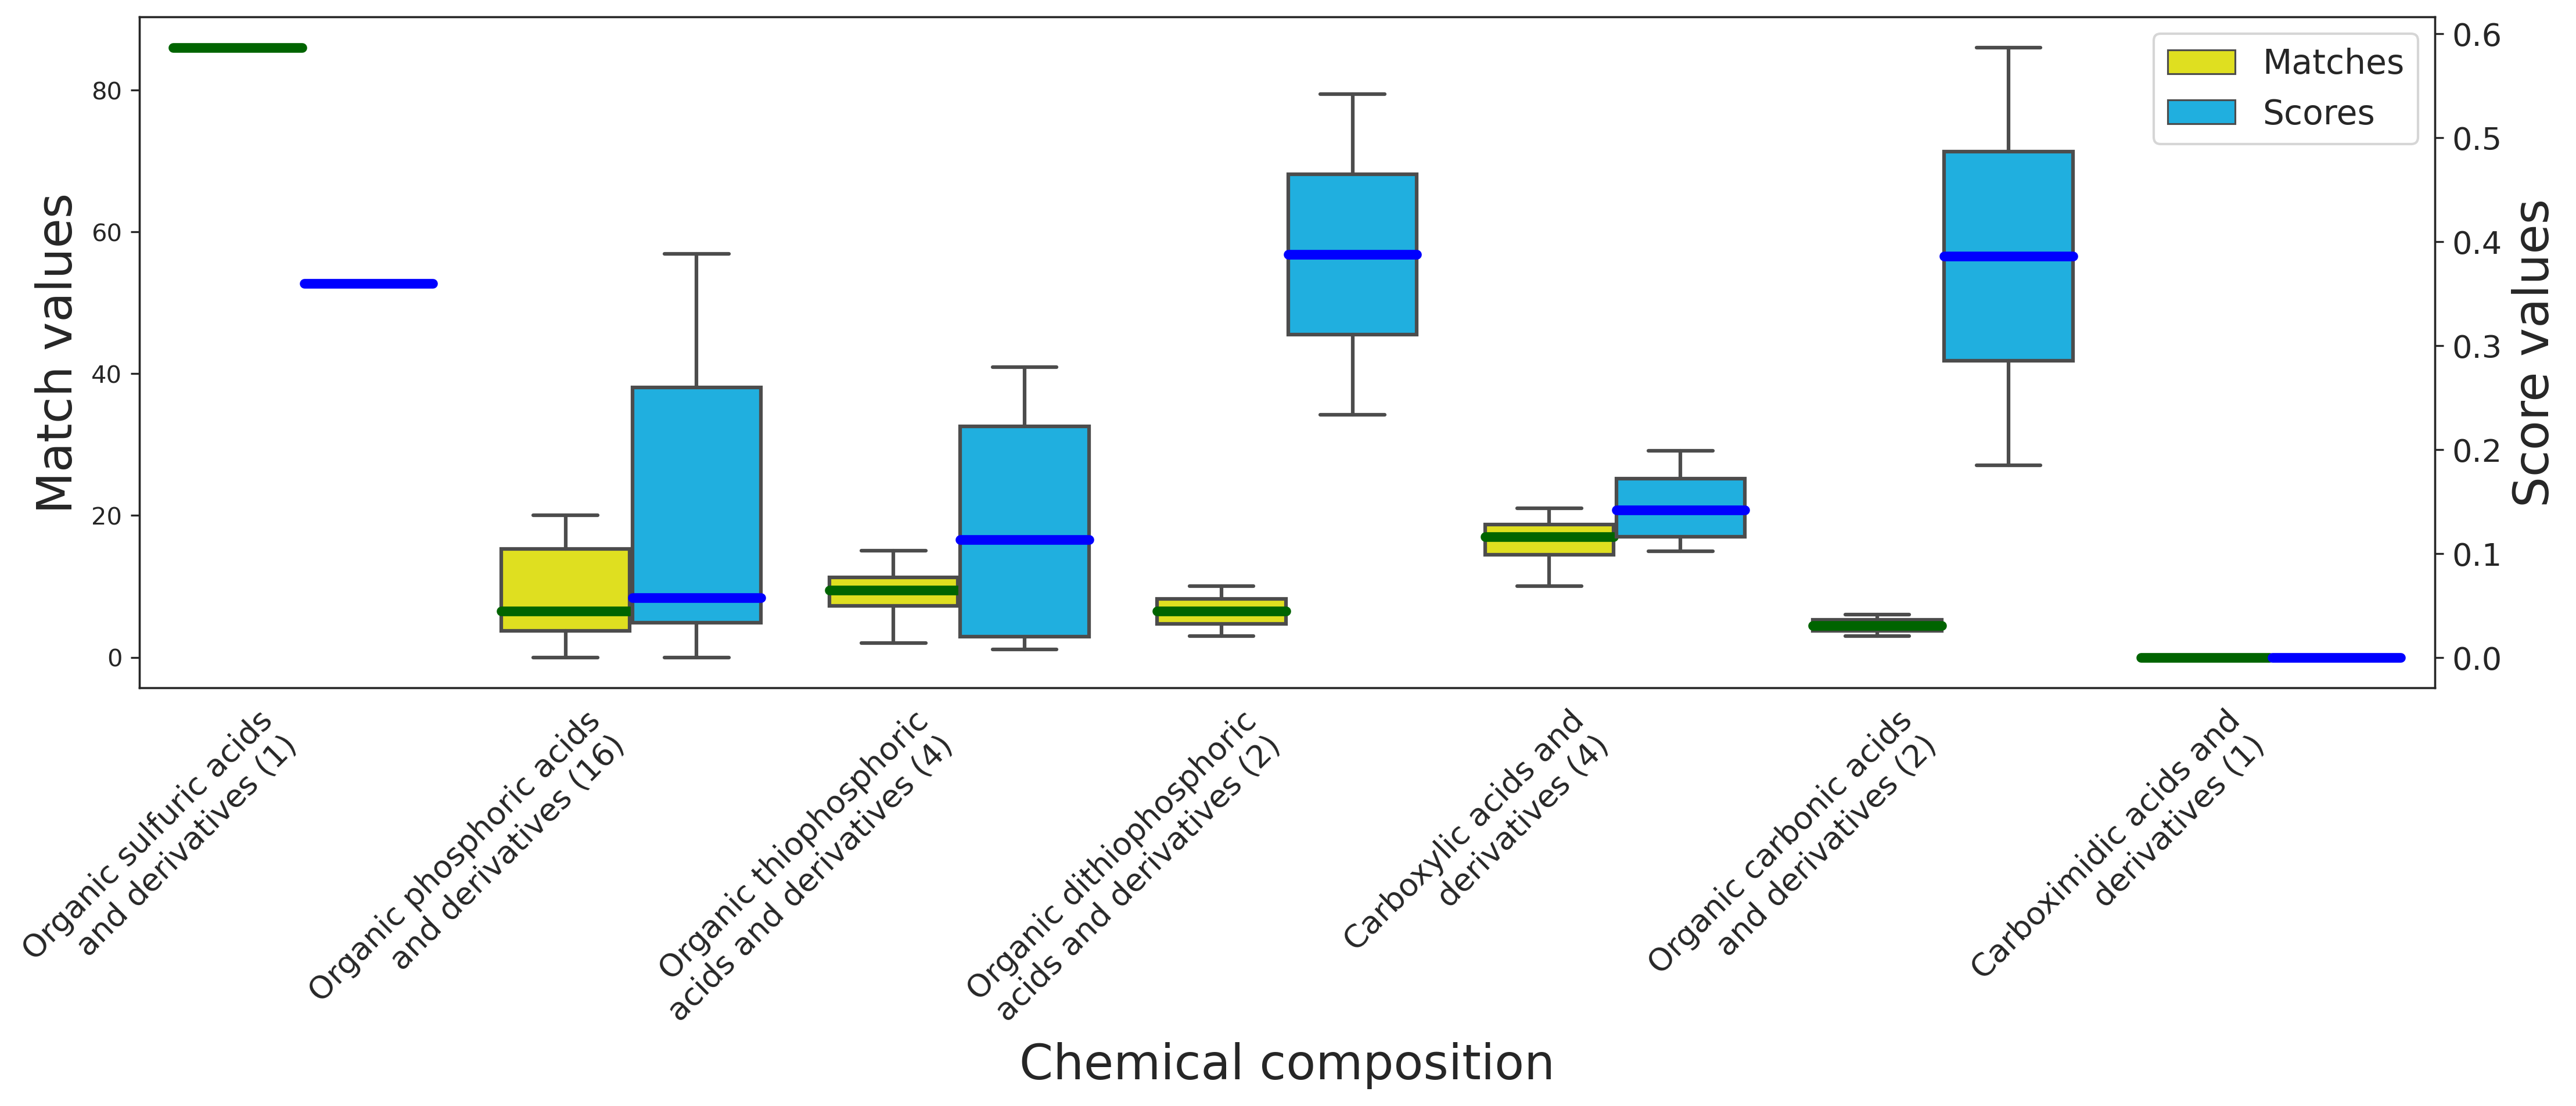 Matches
Scores
Match values
80
60
40
20
0
Score values
0.6
0.5
0.4
0.3
0.2
0.1
0.0
Organic sulfuric acids
and derivatives (1)
Organic phosphoric acids
and derivatives (16)
Organic thiophosphoric
acids and derivatives (4)
Organic dithiophosphoric
acids and derivatives (2)
Carboxylic acids and
derivatives (4)
Organic carbonic acids
and derivatives (2)
Carboximidic acids and
derivatives (1)
Chemical composition